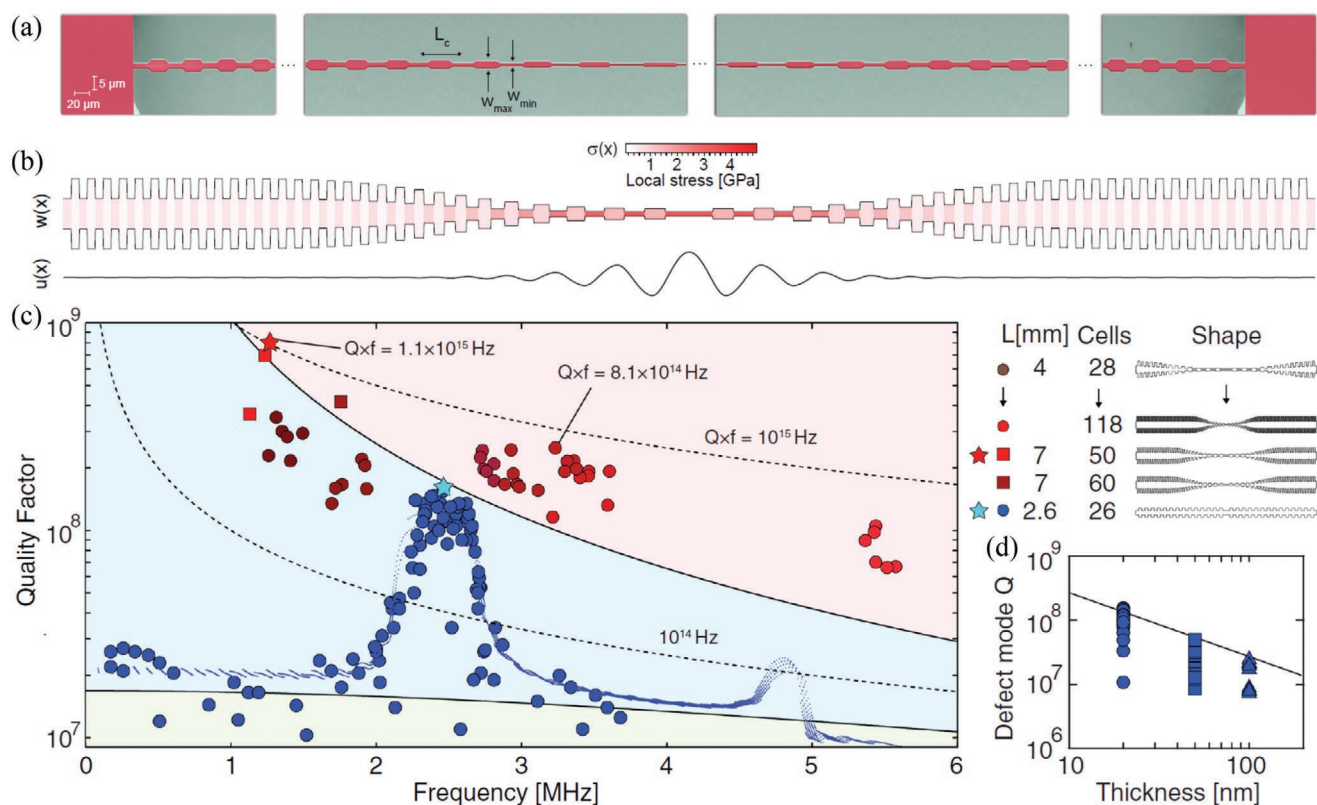 (a)
L_c
5 μm
20 μm
W_max
W_min
(b)
σ(x)
1 2 3 4
Local stress [GPa]
w(x)
u(x)
(c)
10^9
10^8
10^7
Quality Factor
Q×f = 1.1×10^15 Hz
Q×f = 8.1×10^14 Hz
Q×f = 10^15 Hz
10^14 Hz
0 1 2 3 4 5 6
Frequency [MHz]
L[mm] Cells Shape
4 28
118
7 50
7 60
2.6 26
(d)
10^9
10^8
10^7
10^6
Defect mode Q
10 100
Thickness [nm]